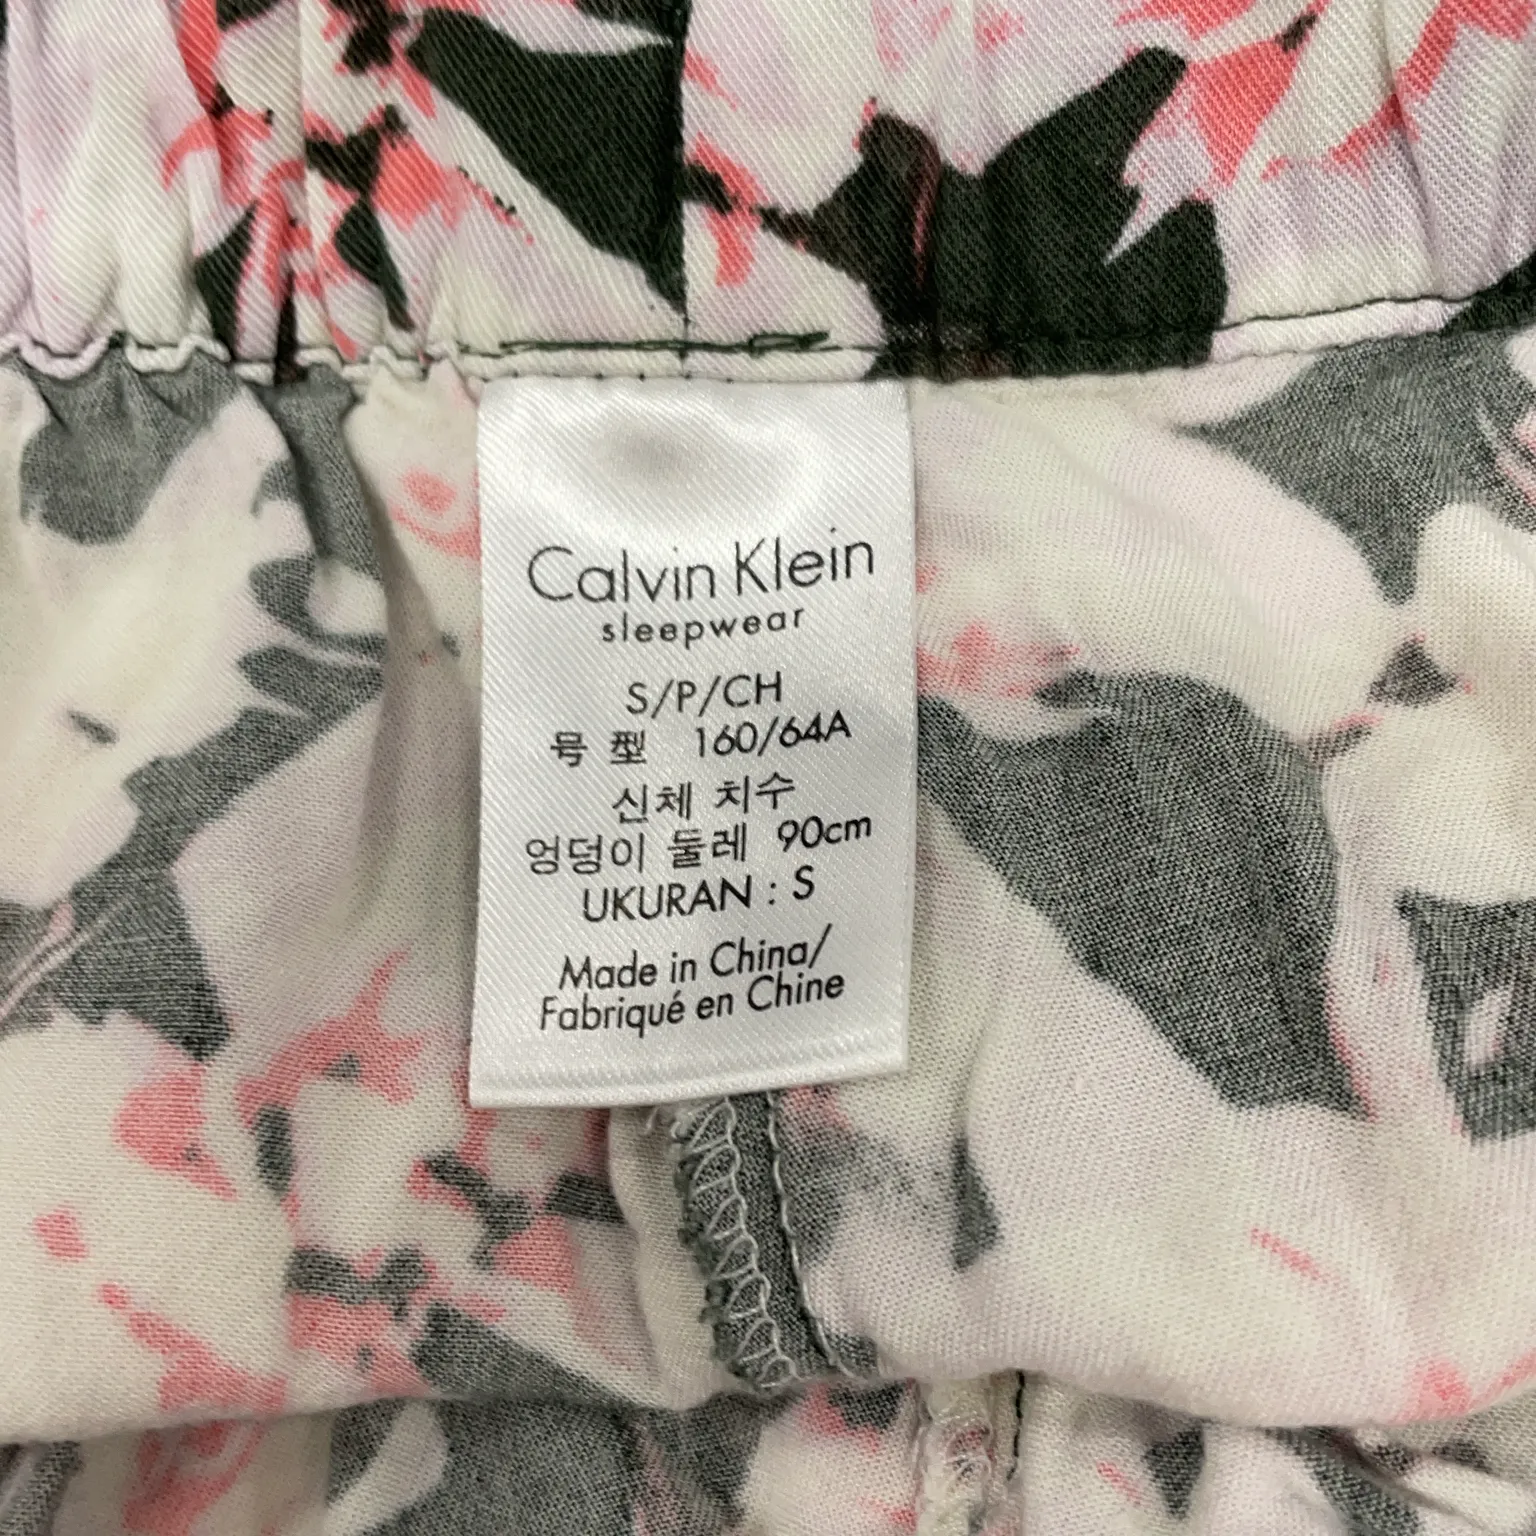 Calvin Klein
sleepwear
S/P/CH
号 型 160/64A
신체 치수
엉덩이 둘레 90cm
UKURAN : S
Made in China/
Fabriqué en Chine